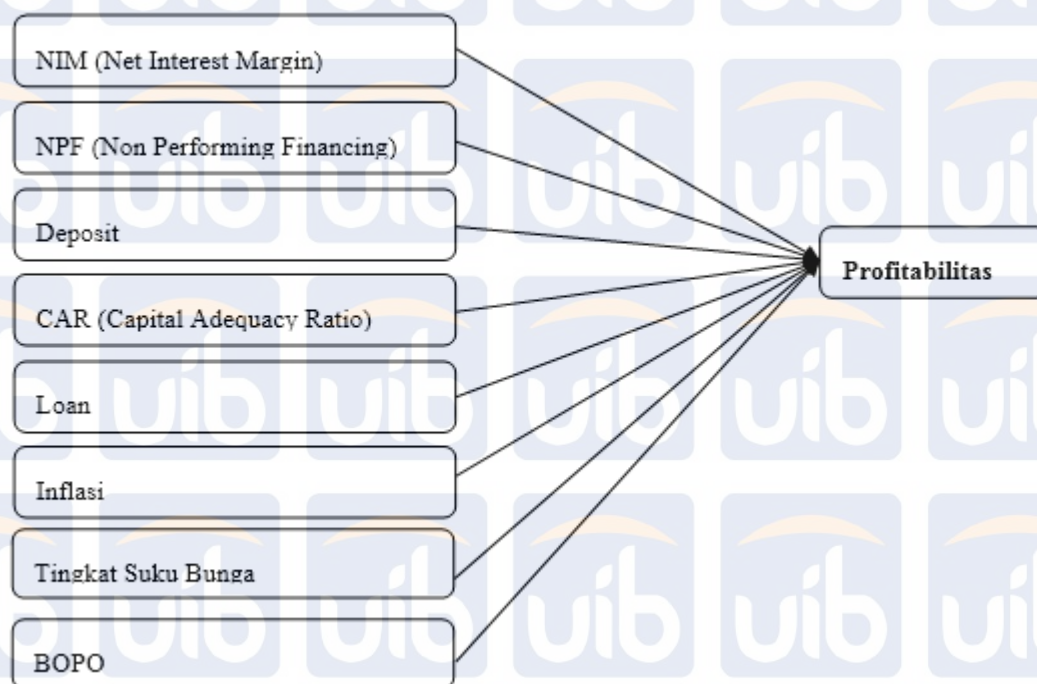 NIM (Net Interest Margin)
NPF (Non Performing Financing)
Deposit
CAR (Capital Adequacy Ratio)
Loan
Inflasi
Tingkat Suku Bunga
BOPO
Profitabilitas
uib